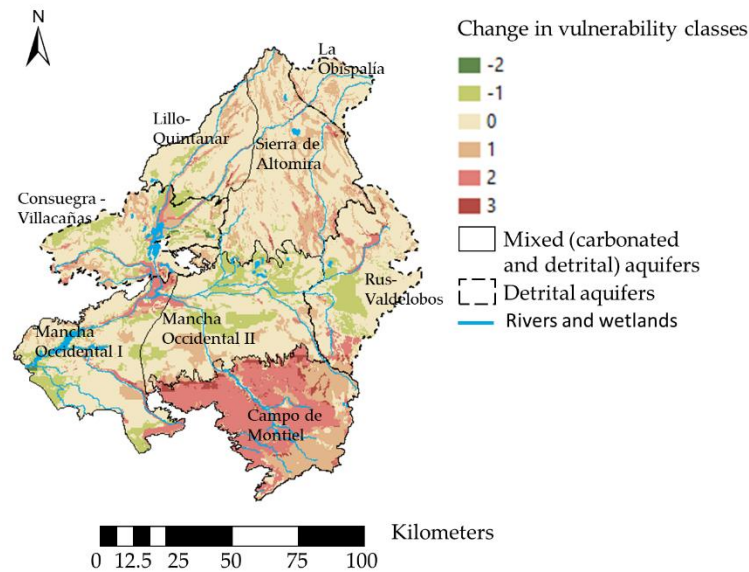 N
La
Obispalía
Lillo-
Quintanar
Sierra de
Altomira
Consuegra -
Villacañas
Rus-
Valdelobos
Mancha
Occidental I
Mancha
Occidental II
Campo de
Montiel
Change in vulnerability classes
-2
-1
0
1
2
3
Mixed (carbonated
and detrital) aquifers
Detrital aquifers
Rivers and wetlands
Kilometers
0 12.5 25 50 75 100